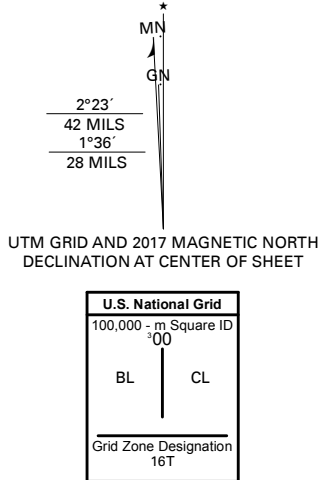 MN
GN
2°23´
42 MILS
1°36´
28 MILS
UTM GRID AND 2017 MAGNETIC NORTH
DECLINATION AT CENTER OF SHEET
U.S. National Grid
100,000 - m Square ID
³00
BL CL
Grid Zone Designation
16T